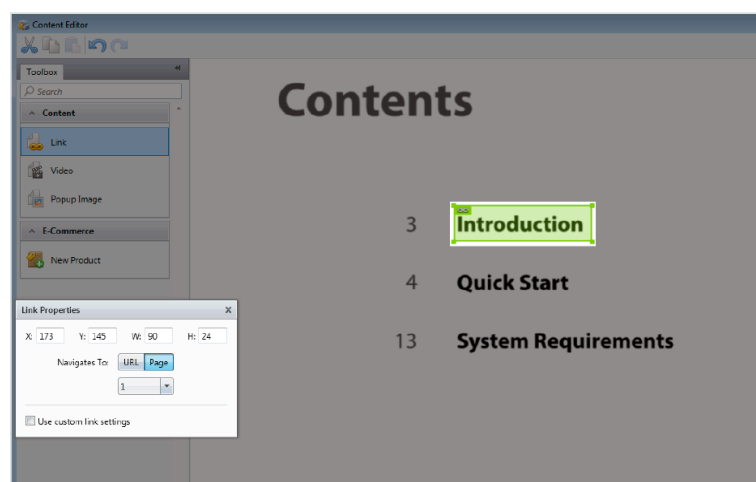 Content Editor
Toolbox
Search
Content
Link
Video
Popup Image
E-Commerce
New Product
Contents
3 Introduction
4 Quick Start
13 System Requirements
Link Properties x
X: 173 Y: 145 W: 90 H: 24
Navigates To: URL Page
1
Use custom link settings